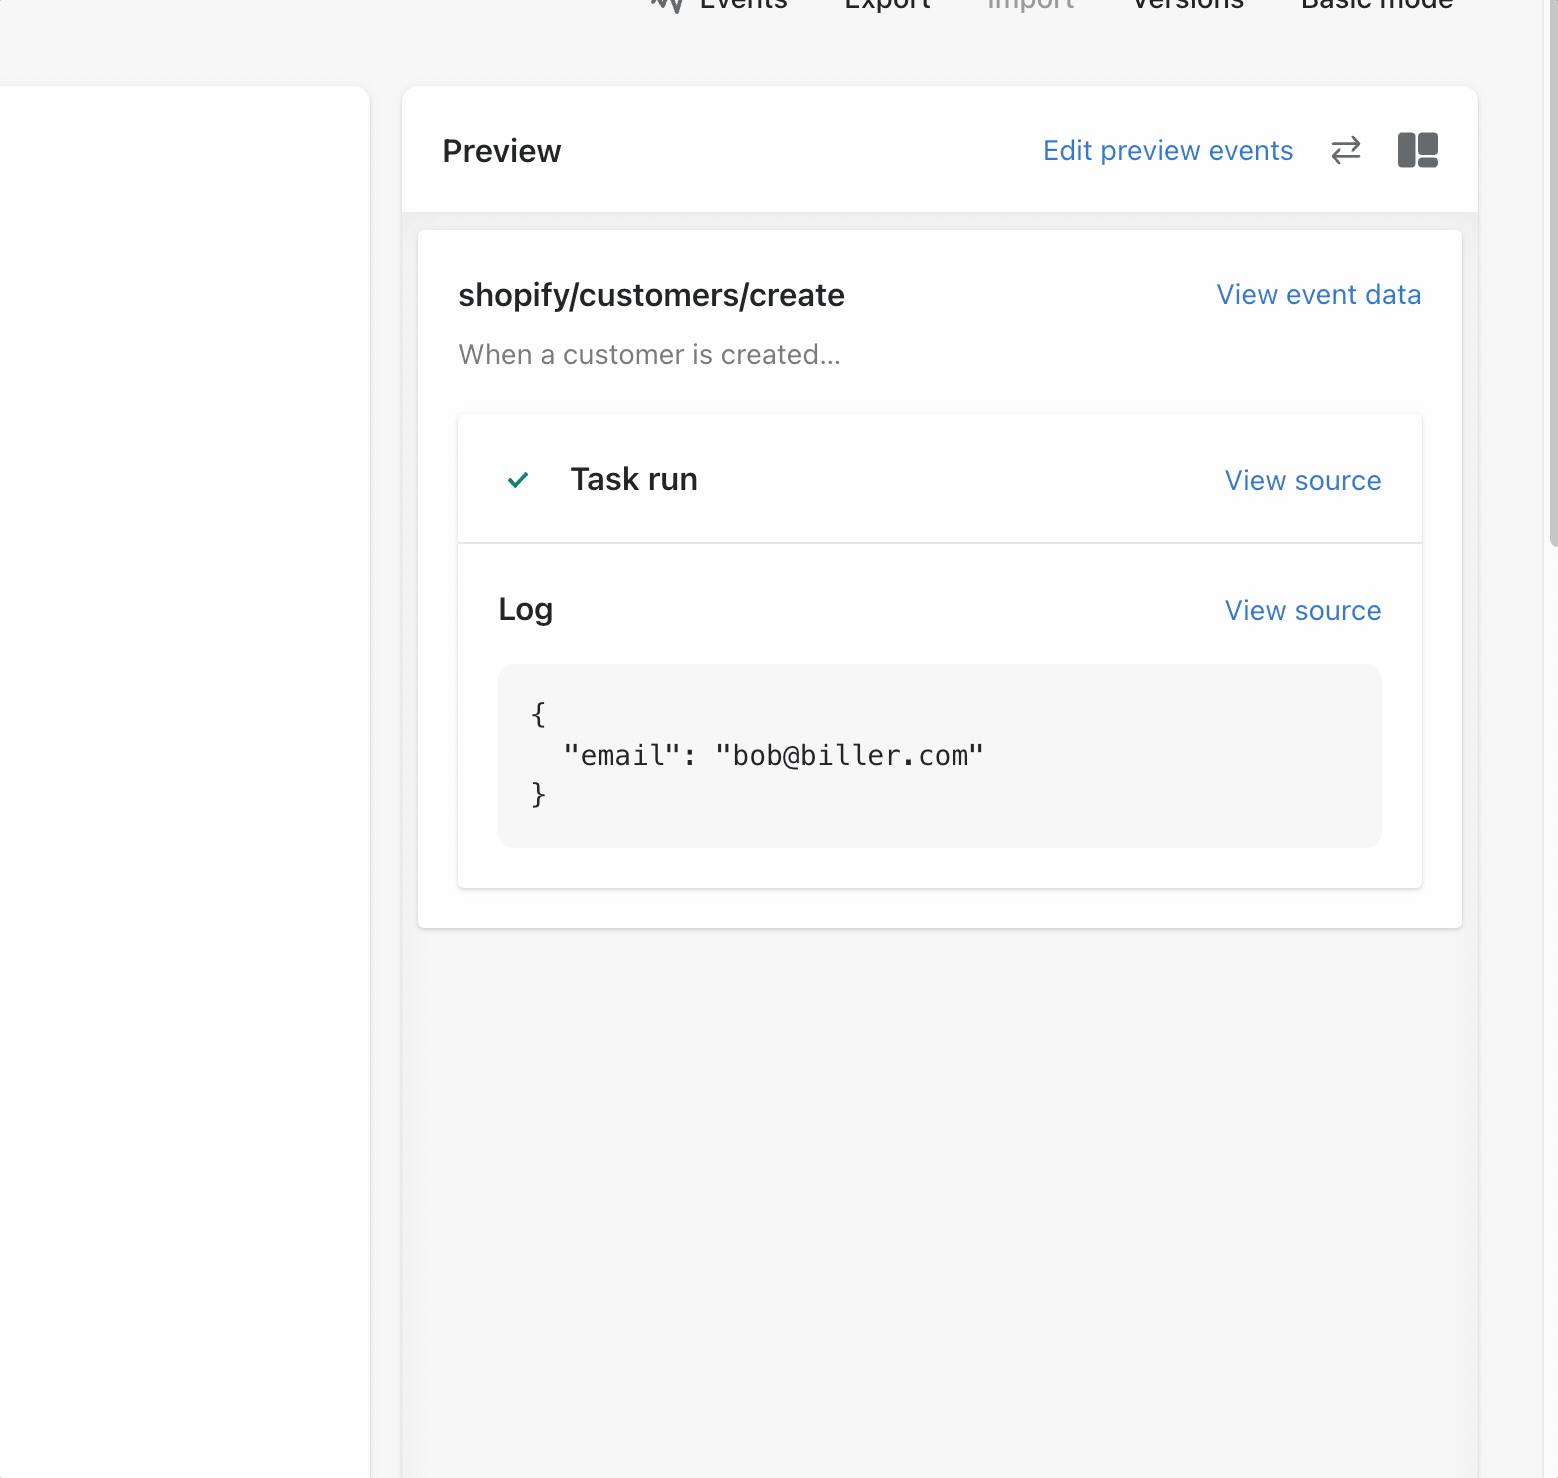 Events Export Import Versions Basic mode
Preview Edit preview events
shopify/customers/create View event data
When a customer is created...
Task run View source
Log View source
{
"email": "bob@biller.com"
}